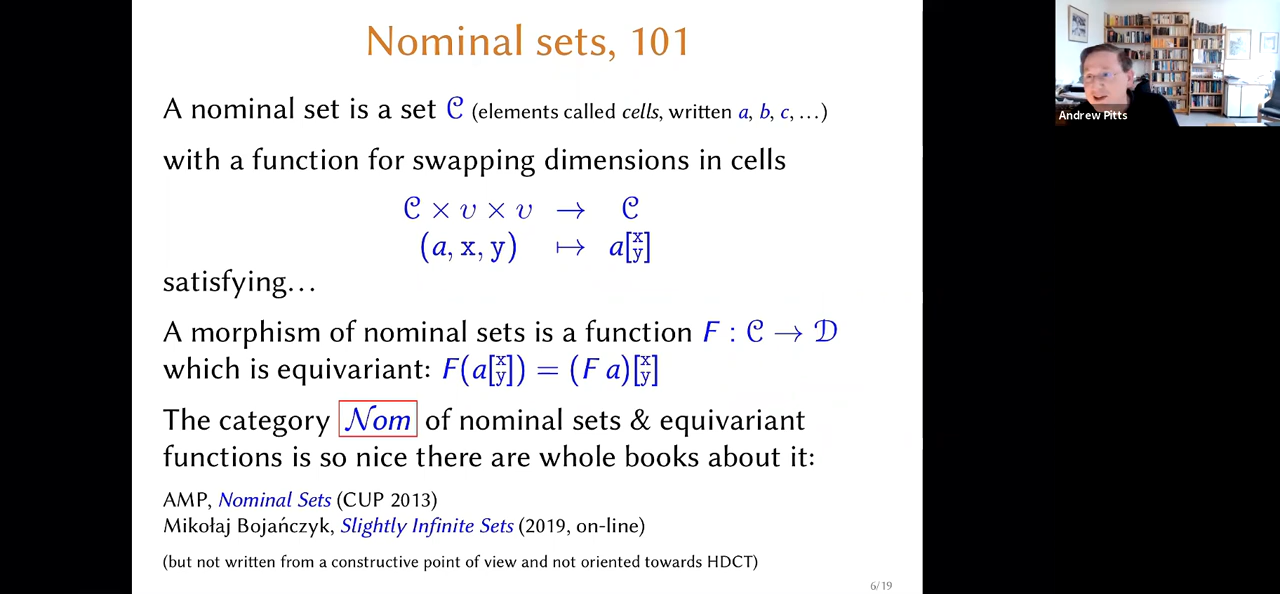 Nominal sets, 101
A nominal set is a set 𝒞 (elements called cells, written a, b, c, …)
with a function for swapping dimensions in cells
𝒞 × υ × υ → 𝒞
(a, x, y) ↦ a[x y]
satisfying…
A morphism of nominal sets is a function F : 𝒞 → 𝒟
which is equivariant: F(a[x y]) = (F a)[x y]
The category Nom of nominal sets & equivariant
functions is so nice there are whole books about it:
AMP, Nominal Sets (CUP 2013)
Mikołaj Bojańczyk, Slightly Infinite Sets (2019, on-line)
(but not written from a constructive point of view and not oriented towards HDCT)
6/19
Andrew Pitts